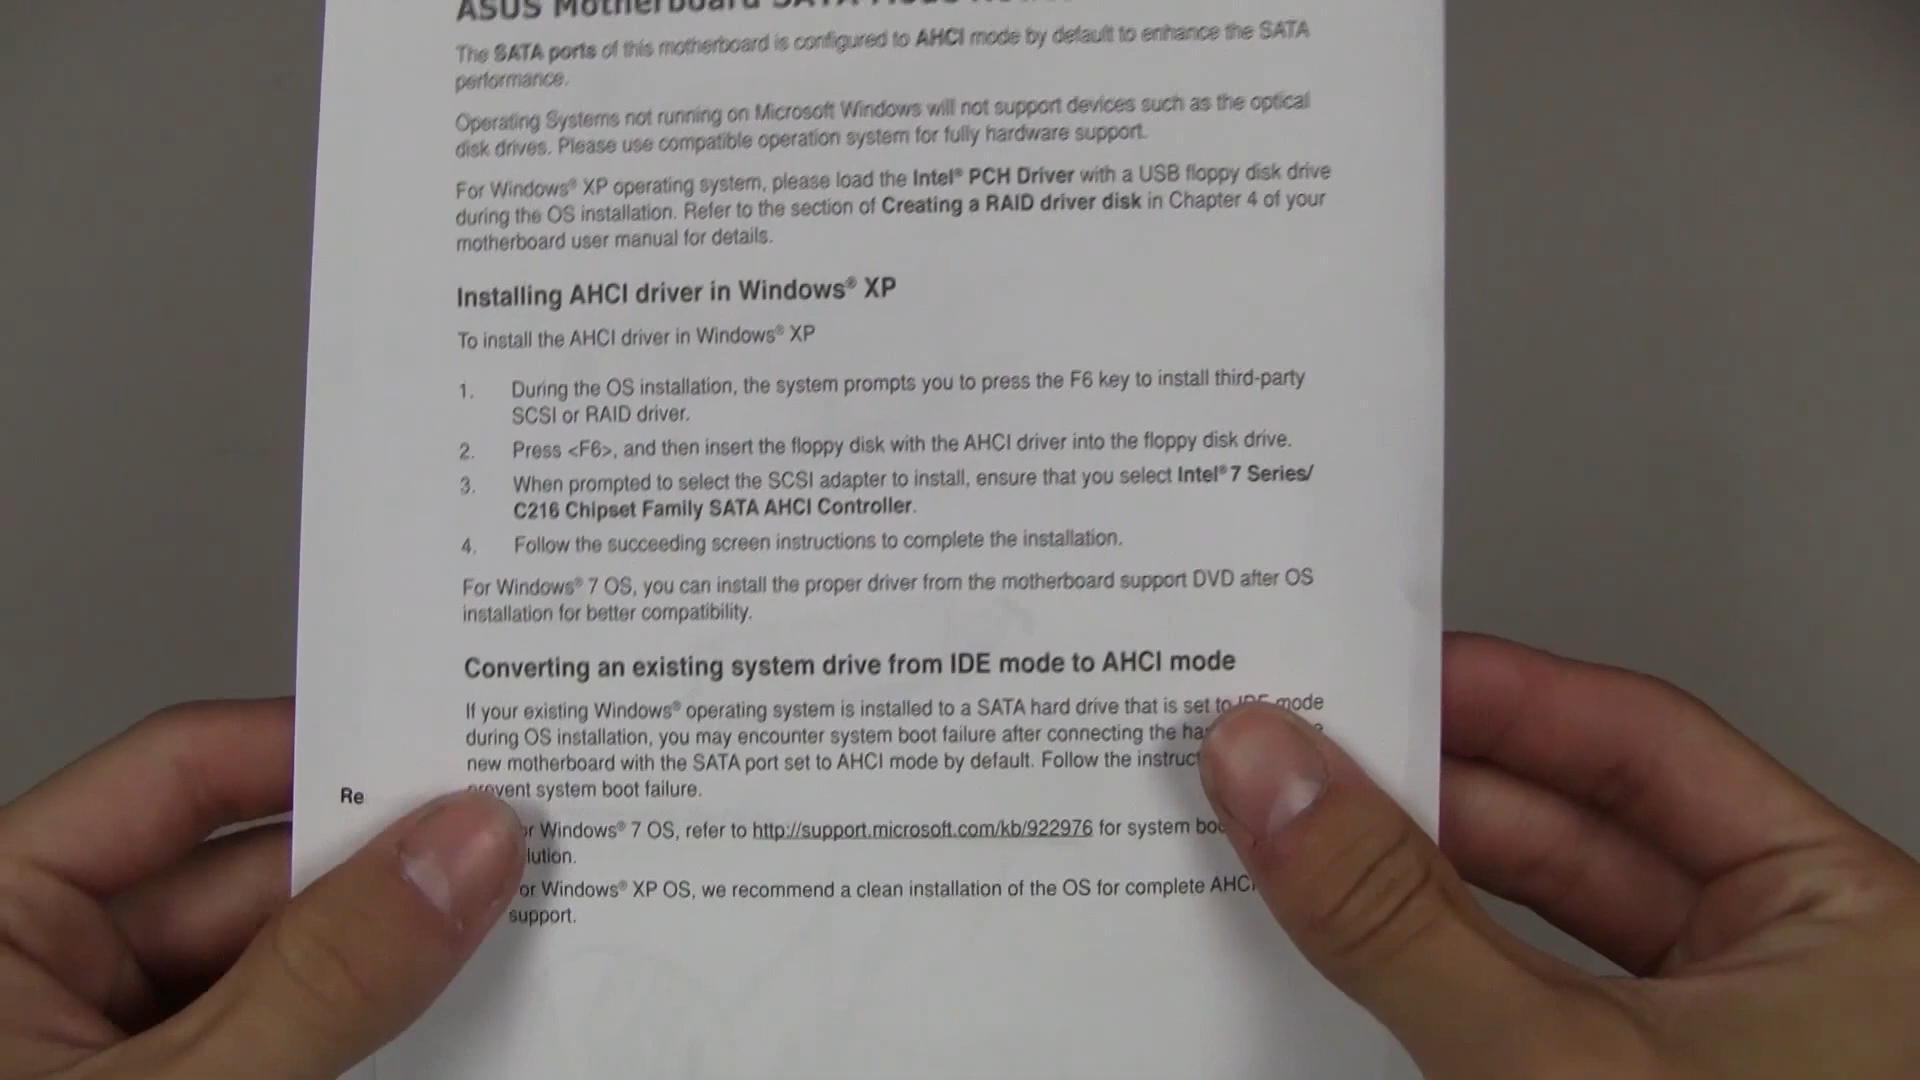 ASUS Motherboard SATA
The SATA ports of this motherboard is configured to AHCI mode by default to enhance the SATA
performance.
Operating Systems not running on Microsoft Windows will not support devices such as the optical
disk drives. Please use compatible operation system for fully hardware support.
For Windows® XP operating system, please load the Intel® PCH Driver with a USB floppy disk drive
during the OS installation. Refer to the section of Creating a RAID driver disk in Chapter 4 of your
motherboard user manual for details.
Installing AHCI driver in Windows® XP
To install the AHCI driver in Windows® XP
1. During the OS installation, the system prompts you to press the F6 key to install third-party
SCSI or RAID driver.
2. Press <F6>, and then insert the floppy disk with the AHCI driver into the floppy disk drive.
3. When prompted to select the SCSI adapter to install, ensure that you select Intel® 7 Series/
C216 Chipset Family SATA AHCI Controller.
4. Follow the succeeding screen instructions to complete the installation.
For Windows® 7 OS, you can install the proper driver from the motherboard support DVD after OS
installation for better compatibility.
Converting an existing system drive from IDE mode to AHCI mode
If your existing Windows® operating system is installed to a SATA hard drive that is set to IDE mode
during OS installation, you may encounter system boot failure after connecting the
new motherboard with the SATA port set to AHCI mode by default. Follow the
prevent system boot failure.
Re
Windows® 7 OS, refer to http://support.microsoft.com/kb/922976 for system
Windows® XP OS, we recommend a clean installation of the OS for complete AHCI
support.